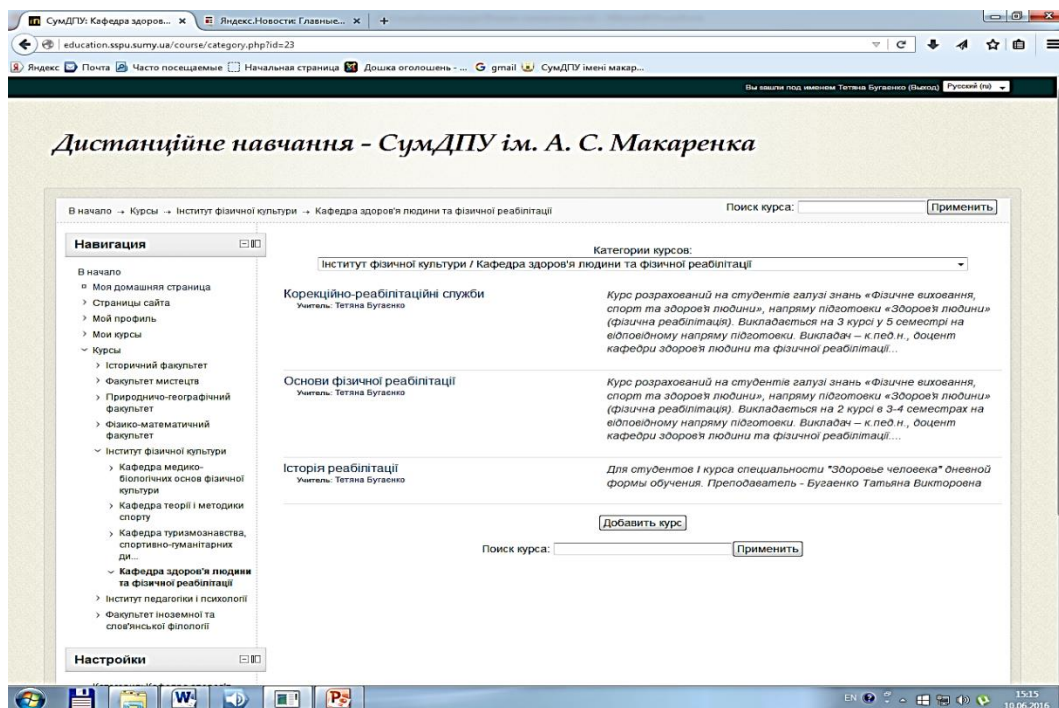 СумДПУ: Кафедра здоров... ×
Яндекс.Новости: Главные... × +
education.sspu.sumy.ua/course/category.php?id=23
Яндекс Почта Часто посещаемые Начальная страница Дошка оголошень - ... gmail СумДПУ імені макар...
Вы зашли под именем Тетяна Бугаєнко (Выход) Русский (ru)
Дистанційне навчання - СумДПУ ім. А. С. Макаренка
В начало → Курсы → Інститут фізичної культури → Кафедра здоров'я людини та фізичної реабілітації
Поиск курса: Применить
Навигация
В начало
Моя домашняя страница
Страницы сайта
Мой профиль
Мои курсы
Курсы
Історичний факультет
Факультет мистецтв
Природничо-географічний
факультет
Фізико-математичний
факультет
Інститут фізичної культури
Кафедра медико-
біологічних основ фізичної
культури
Кафедра теорії і методики
спорту
Кафедра туризмознавства,
спортивно-гуманітарних
ди...
Кафедра здоров'я людини
та фізичної реабілітації
Інститут педагогіки і психології
Факультет іноземної та
слов'янської філології
Настройки
Категории курсов:
Інститут фізичної культури / Кафедра здоров'я людини та фізичної реабілітації
Корекційно-реабілітаційні служби
Учитель: Тетяна Бугаєнко
Курс розрахований на студентів галузі знань «Фізичне виховання,
спорт та здоров'я людини», напряму підготовки «Здоров'я людини»
(фізична реабілітація). Викладається на 3 курсі у 5 семестрі на
відповідному напряму підготовки. Викладач – к.пед.н., доцент
кафедри здоров'я людини та фізичної реабілітації...
Основи фізичної реабілітації
Учитель: Тетяна Бугаєнко
Курс розрахований на студентів галузі знань «Фізичне виховання,
спорт та здоров'я людини», напряму підготовки «Здоров'я людини»
(фізична реабілітація). Викладається на 2 курсі в 3-4 семестрах на
відповідному напряму підготовки. Викладач – к.пед.н., доцент
кафедри здоров'я людини та фізичної реабілітації....
Історія реабілітації
Учитель: Тетяна Бугаєнко
Для студентов I курса специальности "Здоровье человека" дневной
формы обучения. Преподаватель - Бугаенко Татьяна Викторовна
Добавить курс
Поиск курса: Применить
EN
15:15
10.06.2016